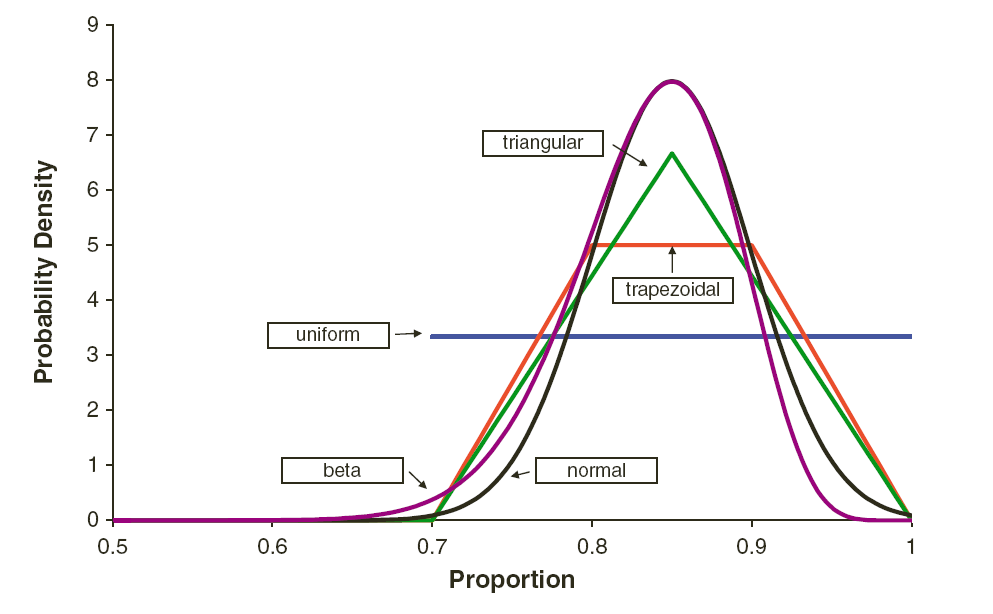 9
8
7
6
5
4
3
2
1
0
Probability Density
triangular
trapezoidal
uniform
beta
normal
0.5 0.6 0.7 0.8 0.9 1
Proportion